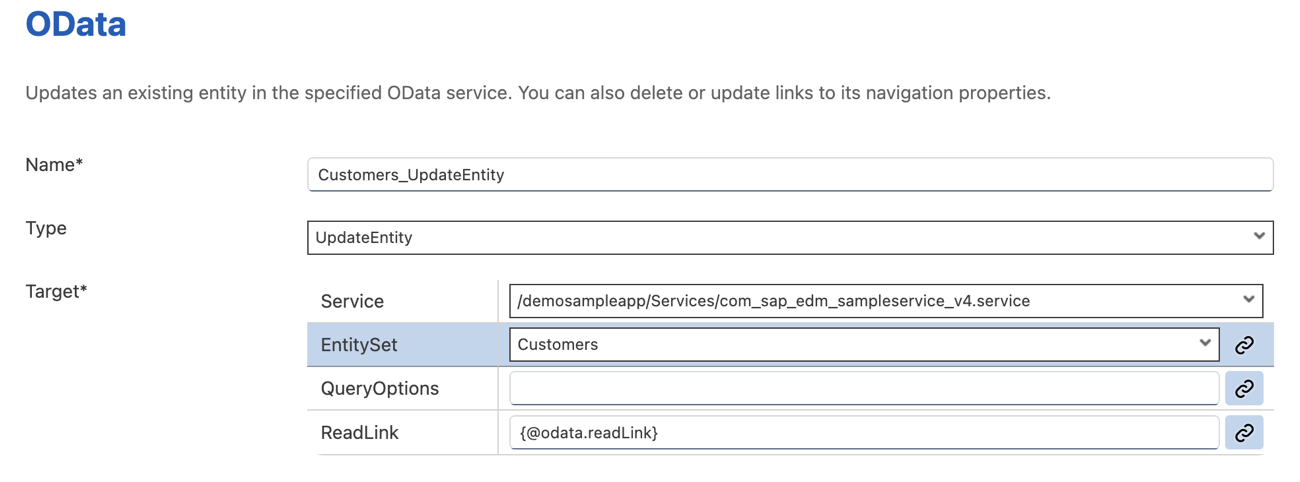 OData
Updates an existing entity in the specified OData service. You can also delete or update links to its navigation properties.
Name*
Customers_UpdateEntity
Type
UpdateEntity
Target*
Service
/demosampleapp/Services/com_sap_edm_sampleservice_v4.service
EntitySet
Customers
QueryOptions
ReadLink
{@odata.readLink}